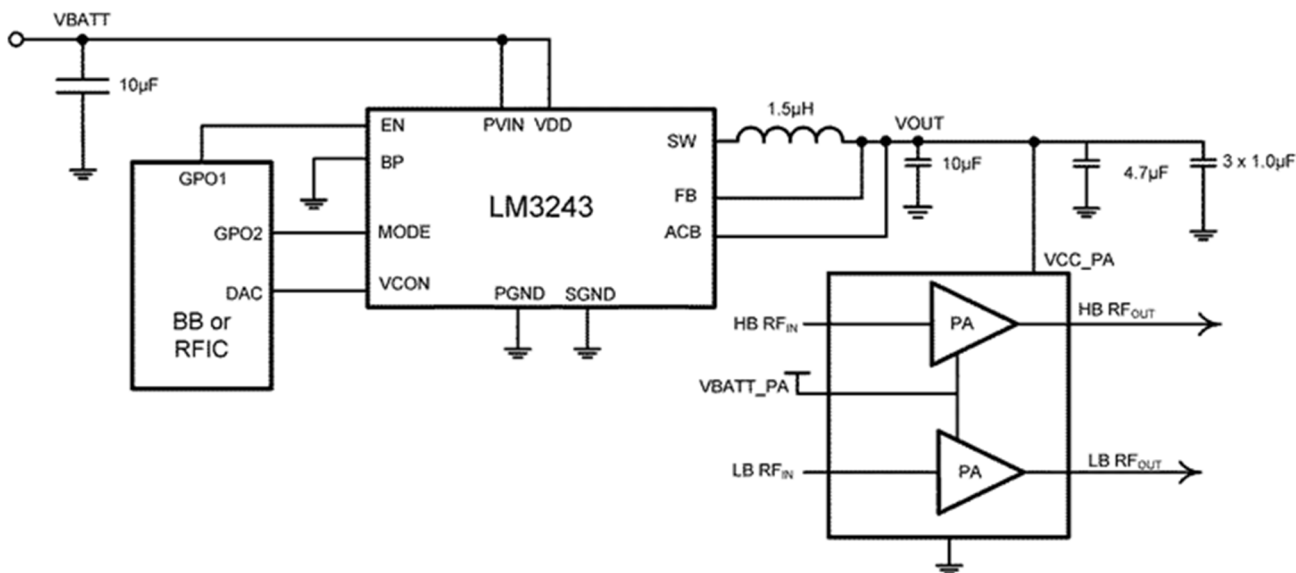 VBATT
10µF
1.5µH
EN
PVIN VDD
SW
VOUT
GPO1
BP
10µF
4.7µF
3 x 1.0µF
LM3243
FB
GPO2
MODE
ACB
DAC
VCON
PGND SGND
VCC_PA
BB or
RFIC
HB RFIN
PA
HB RFOUT
VBATT_PA
LB RFIN
PA
LB RFOUT